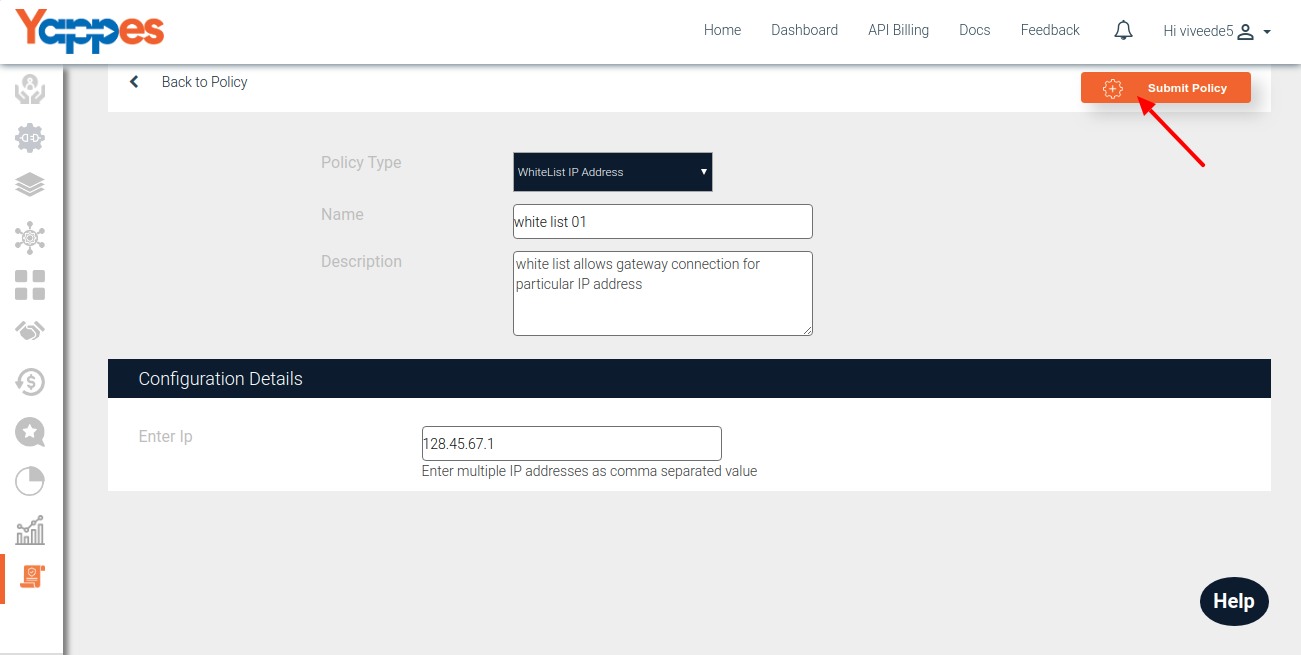 Yappes
Home Dashboard API Billing Docs Feedback Hi viveede5
Back to Policy
Submit Policy
Policy Type
WhiteList IP Address
Name
white list 01
Description
white list allows gateway connection for
particular IP address
Configuration Details
Enter Ip
128.45.67.1
Enter multiple IP addresses as comma separated value
Help